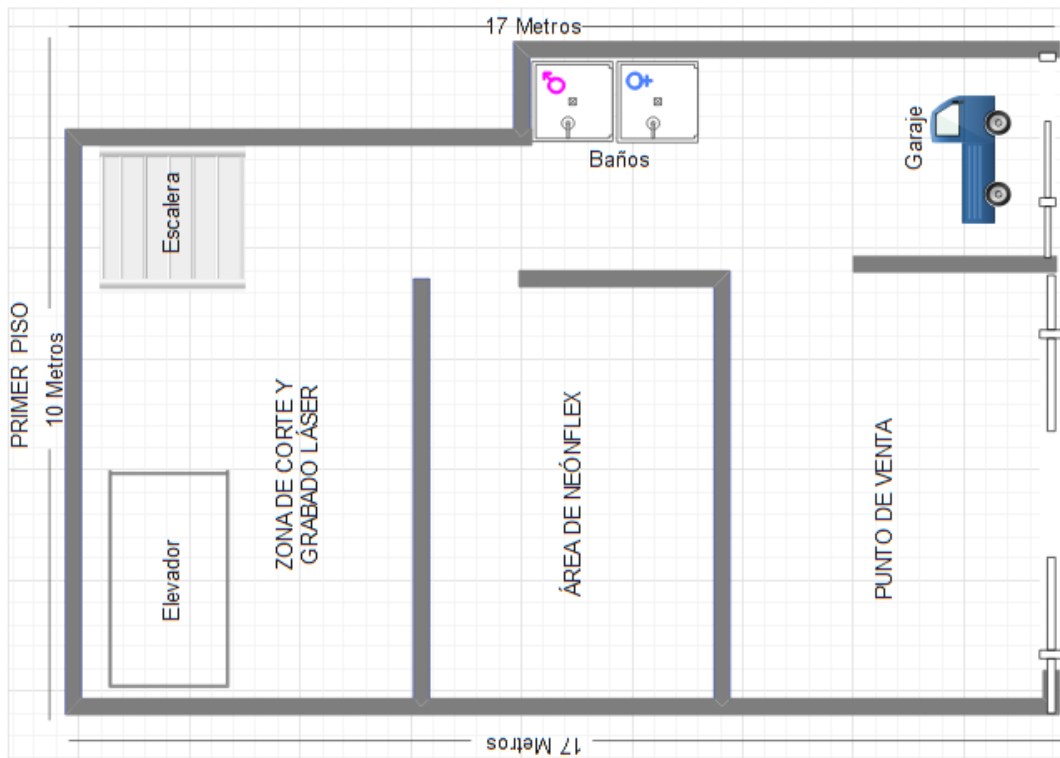 17 Metros
Baños
Garaje
Escalera
PRIMER PISO
10 Metros
ZONA DE CORTE Y
GRABADO LÁSER
ÁREA DE NEÓNFLEX
PUNTO DE VENTA
Elevador
17 Metros